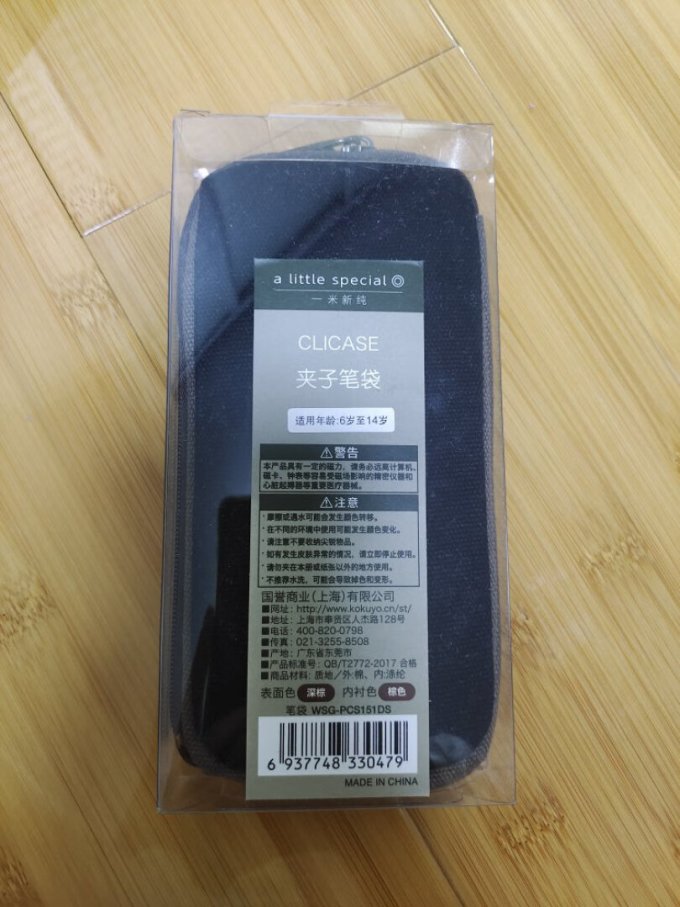 a little special
一米新纯
CLICASE
夹子笔袋
适用年龄:6岁至14岁
⚠警告
本产品具有一定的磁力，请务必远离计算机、
磁卡、钟表等容易受磁场影响的精密仪器和
心脏起搏器等重要医疗器械。
⚠注意
·摩擦或遇水可能会发生颜色转移。
·在不同的环境中使用可能发生颜色变化。
·请注意不要收纳尖锐物品。
·如有发生皮肤异常的情况，请立即停止使用。
·请勿夹在本册或纸张以外的地方使用。
·不推荐水洗，可能会导致掉色和变形。
国誉商业(上海)有限公司
■网址: http://www.kokuyo.cn/st/
■地址: 上海市奉贤区人杰路128号
■电话: 400-820-0798
■传真: 021-3255-8508
■产地: 广东省东莞市
■产品标准号: QB/T2772-2017 合格
■商品材料: 质地／外:棉、内:涤纶
表面色 深棕 内衬色 棕色
笔袋 WSG-PCS151DS
6 937748 330479
MADE IN CHINA